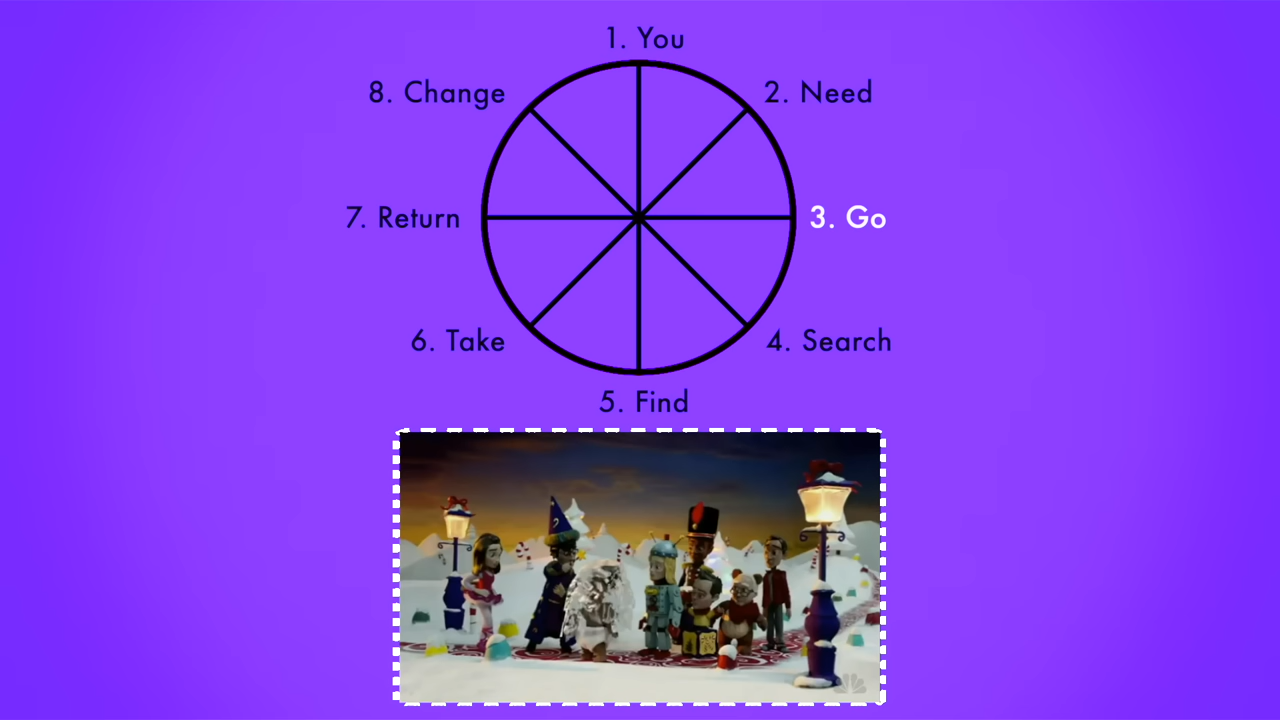 1. You
8. Change
2. Need
7. Return
3. Go
6. Take
4. Search
5. Find